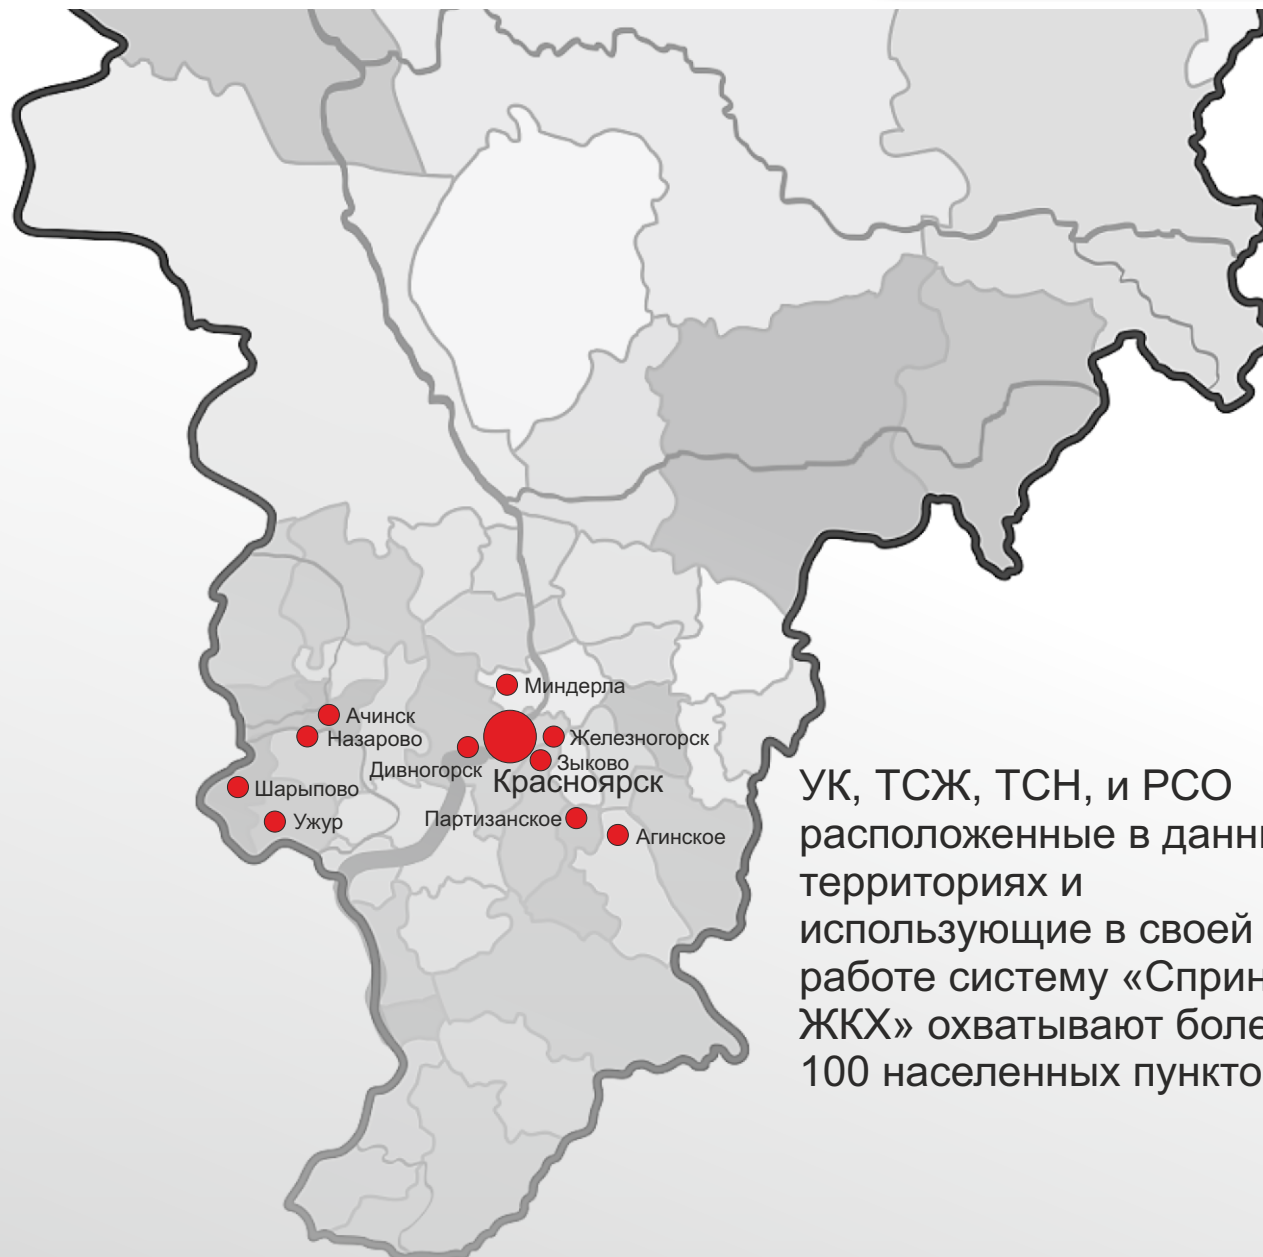 Миндерла
Ачинск
Назарово
Железногорск
Дивногорск
Зыково
Красноярск
Шарыпово
Ужур
Партизанское
Агинское
УК, ТСЖ, ТСН, и РСО
расположенные в данн
территориях и
использующие в своей
работе систему «Сприн
ЖКХ» охватывают боле
100 населенных пункто